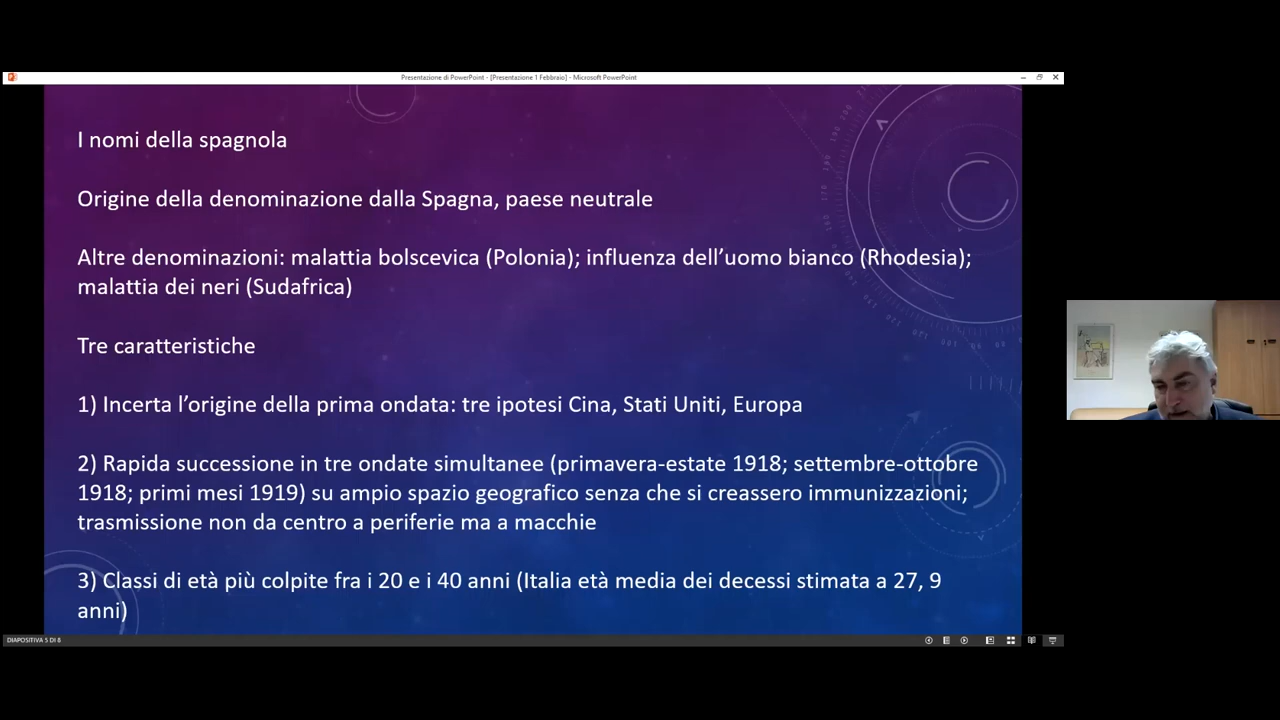 Presentazione di PowerPoint - [Presentazione 1 Febbraio] - Microsoft PowerPoint
I nomi della spagnola
Origine della denominazione dalla Spagna, paese neutrale
Altre denominazioni: malattia bolscevica (Polonia); influenza dell’uomo bianco (Rhodesia);
malattia dei neri (Sudafrica)
Tre caratteristiche
1) Incerta l’origine della prima ondata: tre ipotesi Cina, Stati Uniti, Europa
2) Rapida successione in tre ondate simultanee (primavera-estate 1918; settembre-ottobre
1918; primi mesi 1919) su ampio spazio geografico senza che si creassero immunizzazioni;
trasmissione non da centro a periferie ma a macchie
3) Classi di età più colpite fra i 20 e i 40 anni (Italia età media dei decessi stimata a 27, 9
anni)
DIAPOSITIVA 5 DI 8